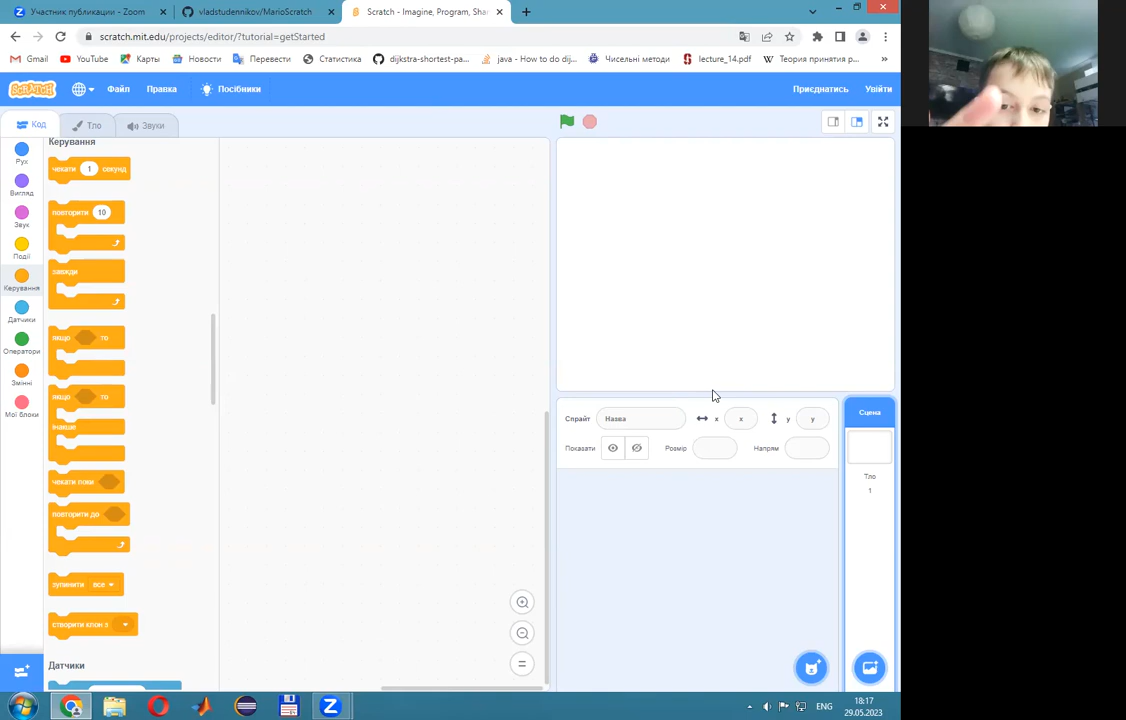 Участник публикации - Zoom
vladstudennikov/MarioScratch
Scratch - Imagine, Program, Sha
scratch.mit.edu/projects/editor/?tutorial=getStarted
Gmail
YouTube
Карты
Новости
Перевести
Статистика
dijkstra-shortest-pa...
java - How to do dij...
Чисельні методи
lecture_14.pdf
Теория принятия р...
»
SCRATCH
Файл
Правка
Посібники
Приєднатись
Увійти
Код
Тло
Звуки
Рух
Вигляд
Звук
Події
Керування
Датчики
Оператори
Змінні
Мої блоки
Керування
чекати 1 секунд
повторити 10
завжди
якщо то
якщо то
інакше
чекати поки
повторити до
зупинити все
створити клон з
Датчики
Спрайт Назва x x y y
Показати Розмір Напрям
Сцена
Тло
1
ENG
18:17
29.05.2023